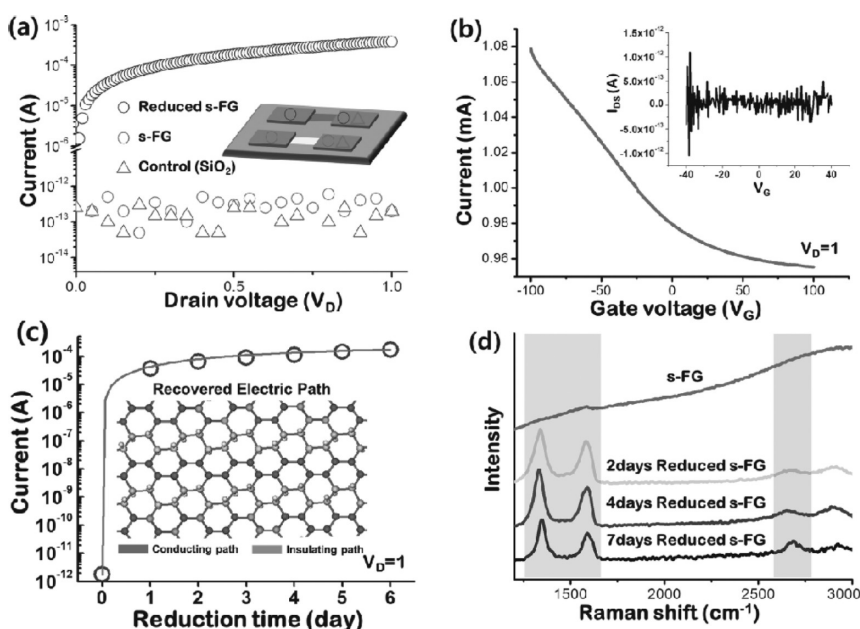 (a)
10⁻³
10⁻⁴
10⁻⁵
10⁻⁶
10⁻¹²
10⁻¹³
10⁻¹⁴
Current (A)
Reduced s-FG
s-FG
Control (SiO₂)
0.0 0.5 1.0
Drain voltage (V_D)
(b)
1.08
1.06
1.04
1.02
1.00
0.98
0.96
Current (mA)
1.5x10⁻¹²
1.0x10⁻¹²
5.0x10⁻¹³
0.0
-5.0x10⁻¹³
-1.0x10⁻¹²
I_DS
-40 -20 0 20 40
V_G
V_D=1
-100 -50 0 50 100
Gate voltage (V_G)
(c)
10⁻⁴
10⁻⁵
10⁻⁶
10⁻⁷
10⁻⁸
10⁻⁹
10⁻¹⁰
10⁻¹¹
10⁻¹²
Current (A)
Recovered Electric Path
Conducting path Insulating path
V_D=1
0 1 2 3 4 5 6
Reduction time (day)
(d)
Intensity
s-FG
2days Reduced s-FG
4days Reduced s-FG
7days Reduced s-FG
1500 2000 2500 3000
Raman shift (cm⁻¹)